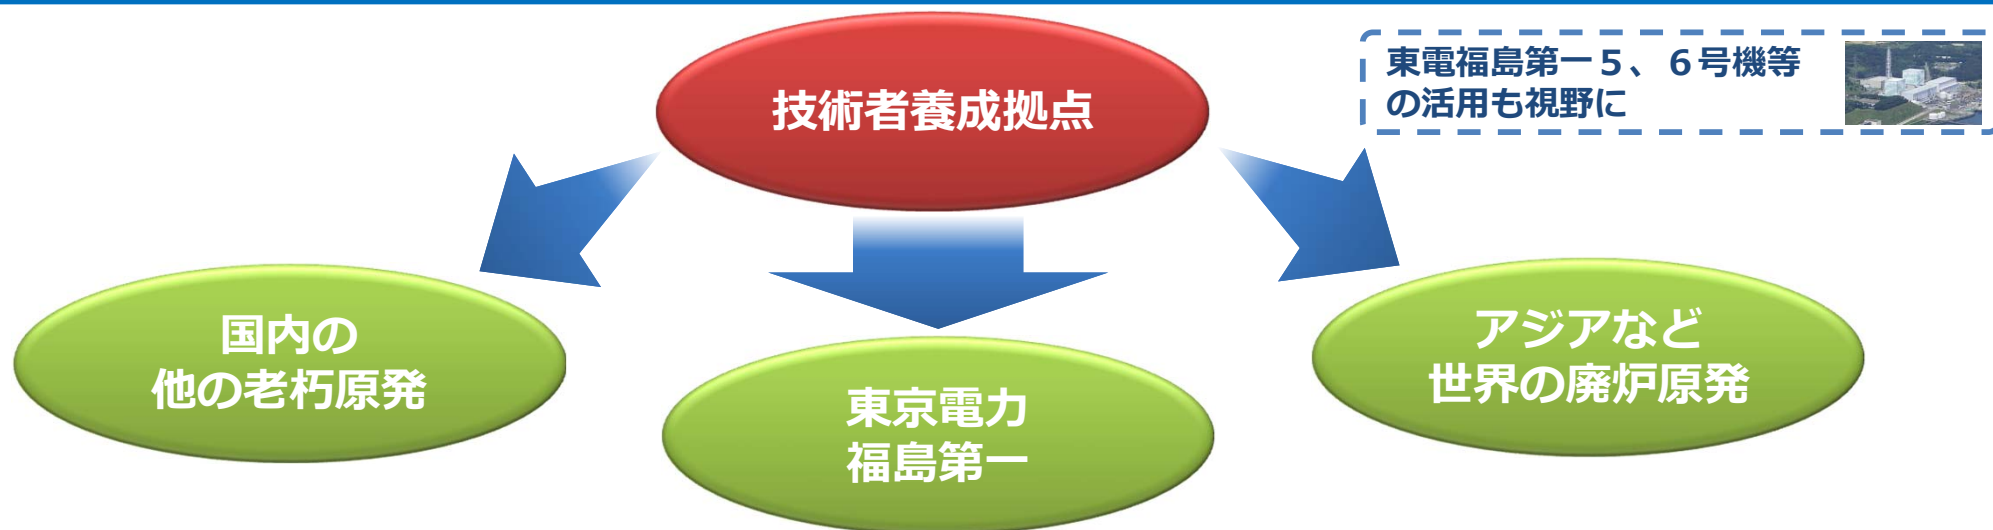 技術者養成拠点
東電福島第一５、６号機等
の活用も視野に
国内の
他の老朽原発
東京電力
福島第一
アジアなど
世界の廃炉原発